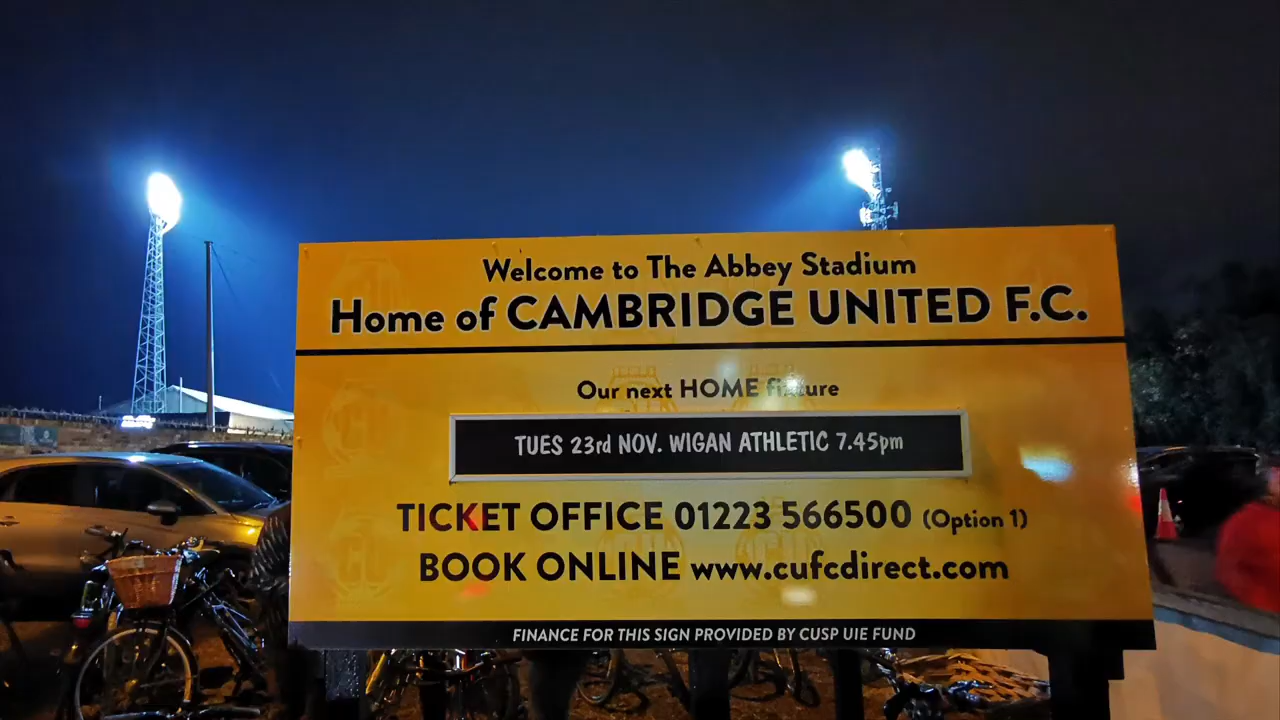 Welcome to The Abbey Stadium
Home of CAMBRIDGE UNITED F.C.
Our next HOME fixture
TUES 23rd NOV. WIGAN ATHLETIC 7.45pm
TICKET OFFICE 01223 566500 (Option 1)
BOOK ONLINE www.cufcdirect.com
FINANCE FOR THIS SIGN PROVIDED BY CUSP UIE FUND